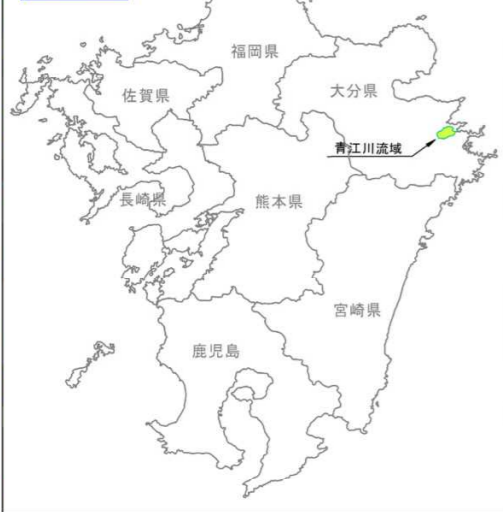 福岡県
大分県
佐賀県
青江川流域
長崎県
熊本県
宮崎県
鹿児島